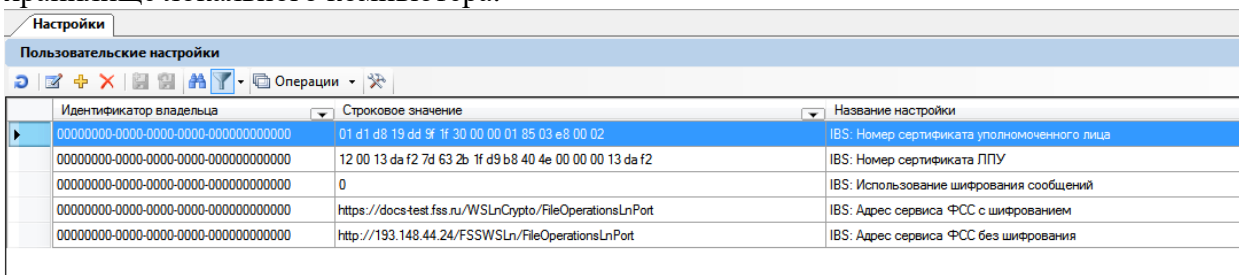 Настройки
Пользовательские настройки
Операции
Идентификатор владельца Строковое значение Название настройки
00000000-0000-0000-0000-000000000000 01 d1 d8 19 dd 9f 1f 30 00 00 01 85 03 e8 00 02 IBS: Номер сертификата уполномоченного лица
00000000-0000-0000-0000-000000000000 12 00 13 da f2 7d 63 2b 1f d9 b8 40 4e 00 00 00 13 da f2 IBS: Номер сертификата ЛПУ
00000000-0000-0000-0000-000000000000 0 IBS: Использование шифрования сообщений
00000000-0000-0000-0000-000000000000 https://docs-test.fss.ru/WSLnCrypto/FileOperationsLnPort IBS: Адрес сервиса ФСС с шифрованием
00000000-0000-0000-0000-000000000000 http://193.148.44.24/FSSWSLn/FileOperationsLnPort IBS: Адрес сервиса ФСС без шифрования